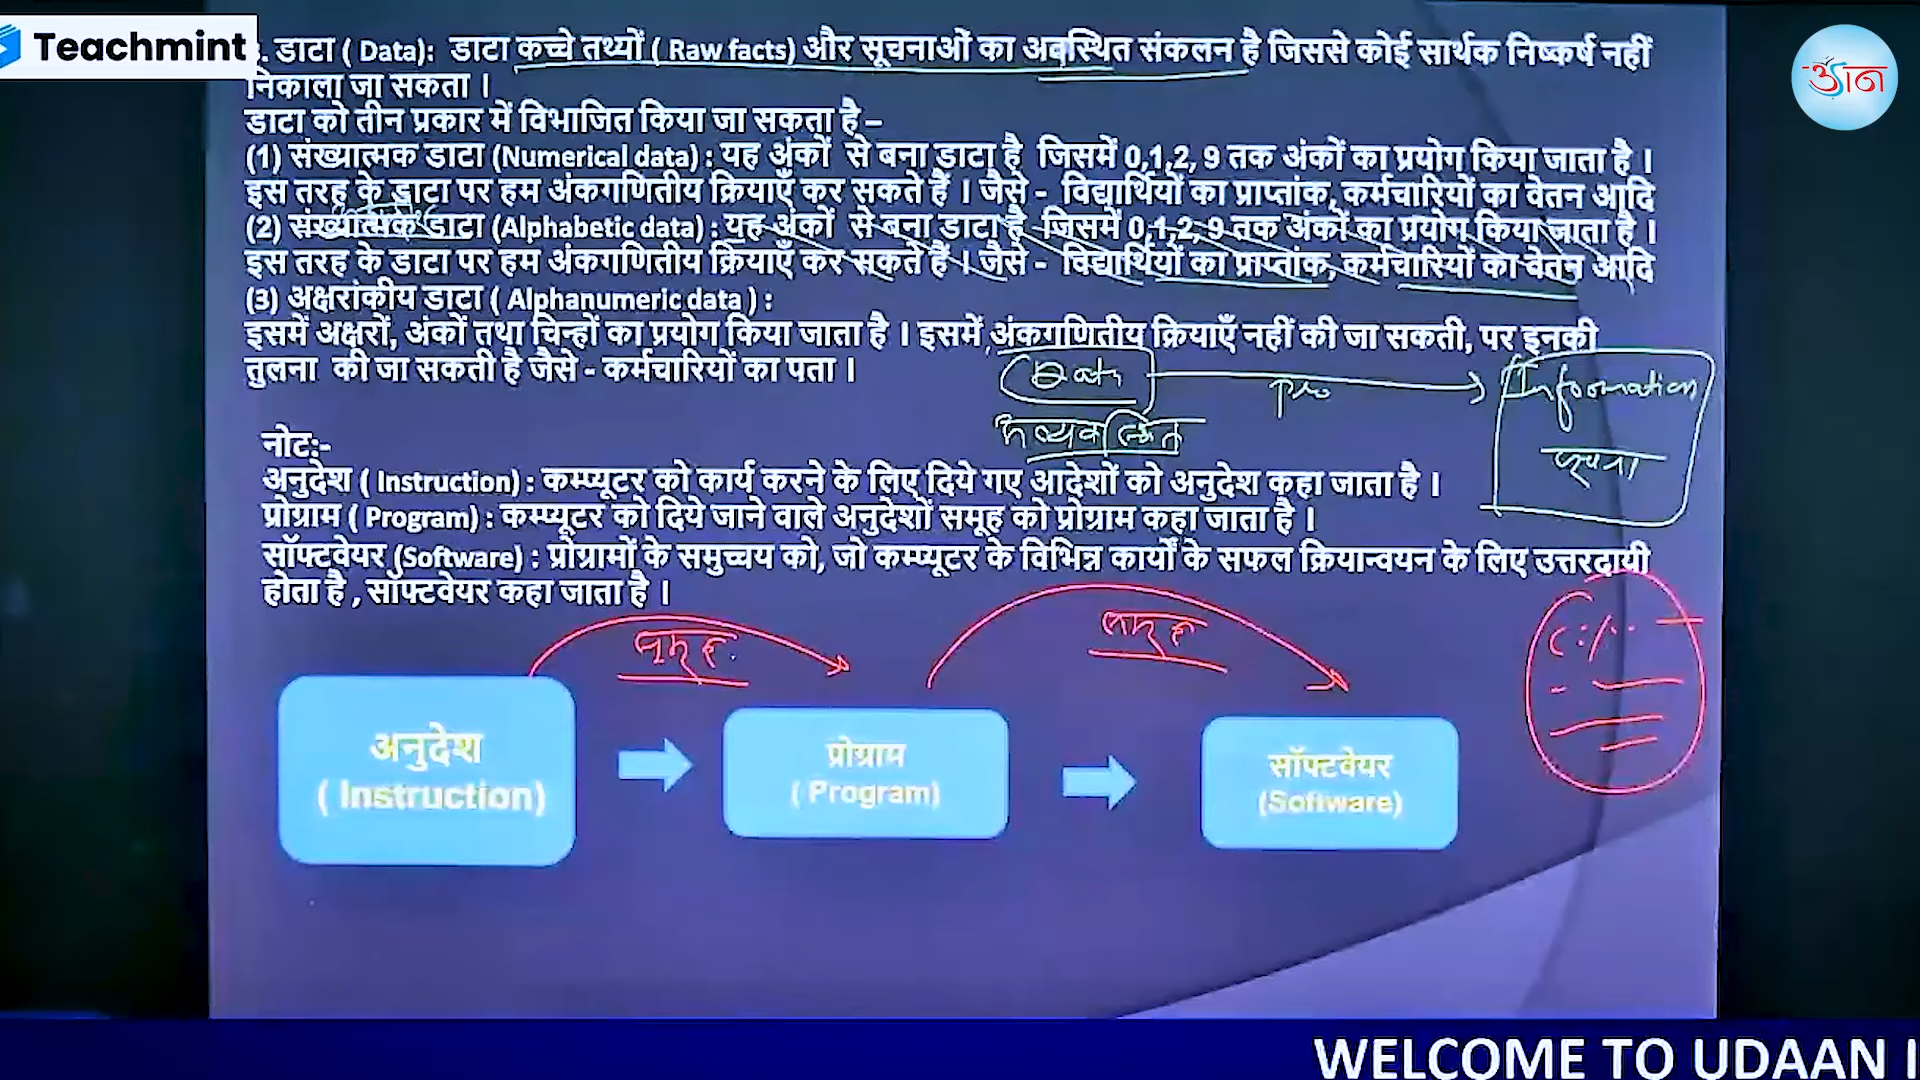 Teachmint
. डाटा ( Data): डाटा कच्चे तथ्यों ( Raw facts) और सूचनाओं का अवस्थित संकलन है जिससे कोई सार्थक निष्कर्ष नहीं
उड़ान
निकाला जा सकता ।
डाटा को तीन प्रकार में विभाजित किया जा सकता है –
(1) संख्यात्मक डाटा (Numerical data) : यह अंकों से बना डाटा है जिसमें 0,1,2, 9 तक अंकों का प्रयोग किया जाता है ।
इस तरह के डाटा पर हम अंकगणितीय क्रियाएँ कर सकते हैं । जैसे - विद्यार्थियों का प्राप्तांक, कर्मचारियों का वेतन आदि
(2) संख्यात्मक डाटा (Alphabetic data) : यह अंकों से बना डाटा है जिसमें 0,1,2, 9 तक अंकों का प्रयोग किया जाता है ।
इस तरह के डाटा पर हम अंकगणितीय क्रियाएँ कर सकते हैं । जैसे - विद्यार्थियों का प्राप्तांक, कर्मचारियों का वेतन आदि
(3) अक्षरांकीय डाटा ( Alphanumeric data ) :
इसमें अक्षरों, अंकों तथा चिन्हों का प्रयोग किया जाता है । इसमें अंकगणितीय क्रियाएँ नहीं की जा सकती, पर इनकी
तुलना की जा सकती है जैसे - कर्मचारियों का पता ।
Data
pro
Information
सूचना
नोट:-
अनुदेश ( Instruction) : कम्प्यूटर को कार्य करने के लिए दिये गए आदेशों को अनुदेश कहा जाता है ।
प्रोग्राम ( Program) : कम्प्यूटर को दिये जाने वाले अनुदेशों समूह को प्रोग्राम कहा जाता है ।
सॉफ्टवेयर (Software) : प्रोग्रामों के समुच्चय को, जो कम्प्यूटर के विभिन्न कार्यों के सफल क्रियान्वयन के लिए उत्तरदायी
होता है , सॉफ्टवेयर कहा जाता है ।
समूह
समूह
अनुदेश
( Instruction)
प्रोग्राम
( Program)
सॉफ्टवेयर
(Software)
WELCOME TO UDAAN I